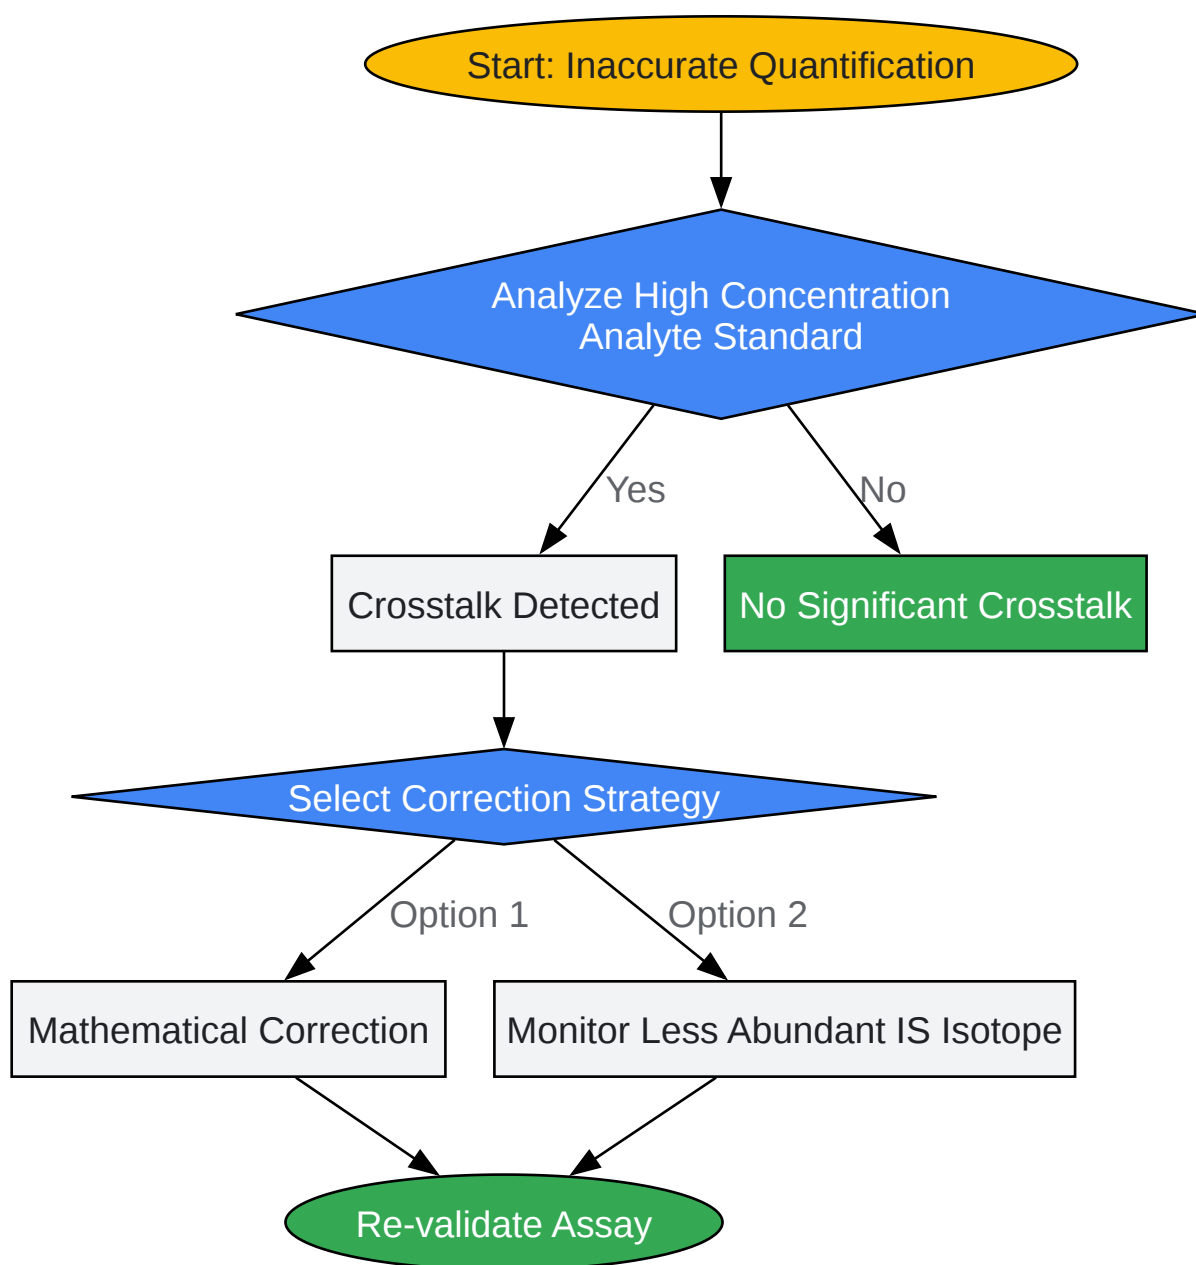 Start: Inaccurate Quantification
Analyze High Concentration
Analyte Standard
Yes
No
Crosstalk Detected
No Significant Crosstalk
Select Correction Strategy
Option 1
Option 2
Mathematical Correction
Monitor Less Abundant IS Isotope
Re-validate Assay